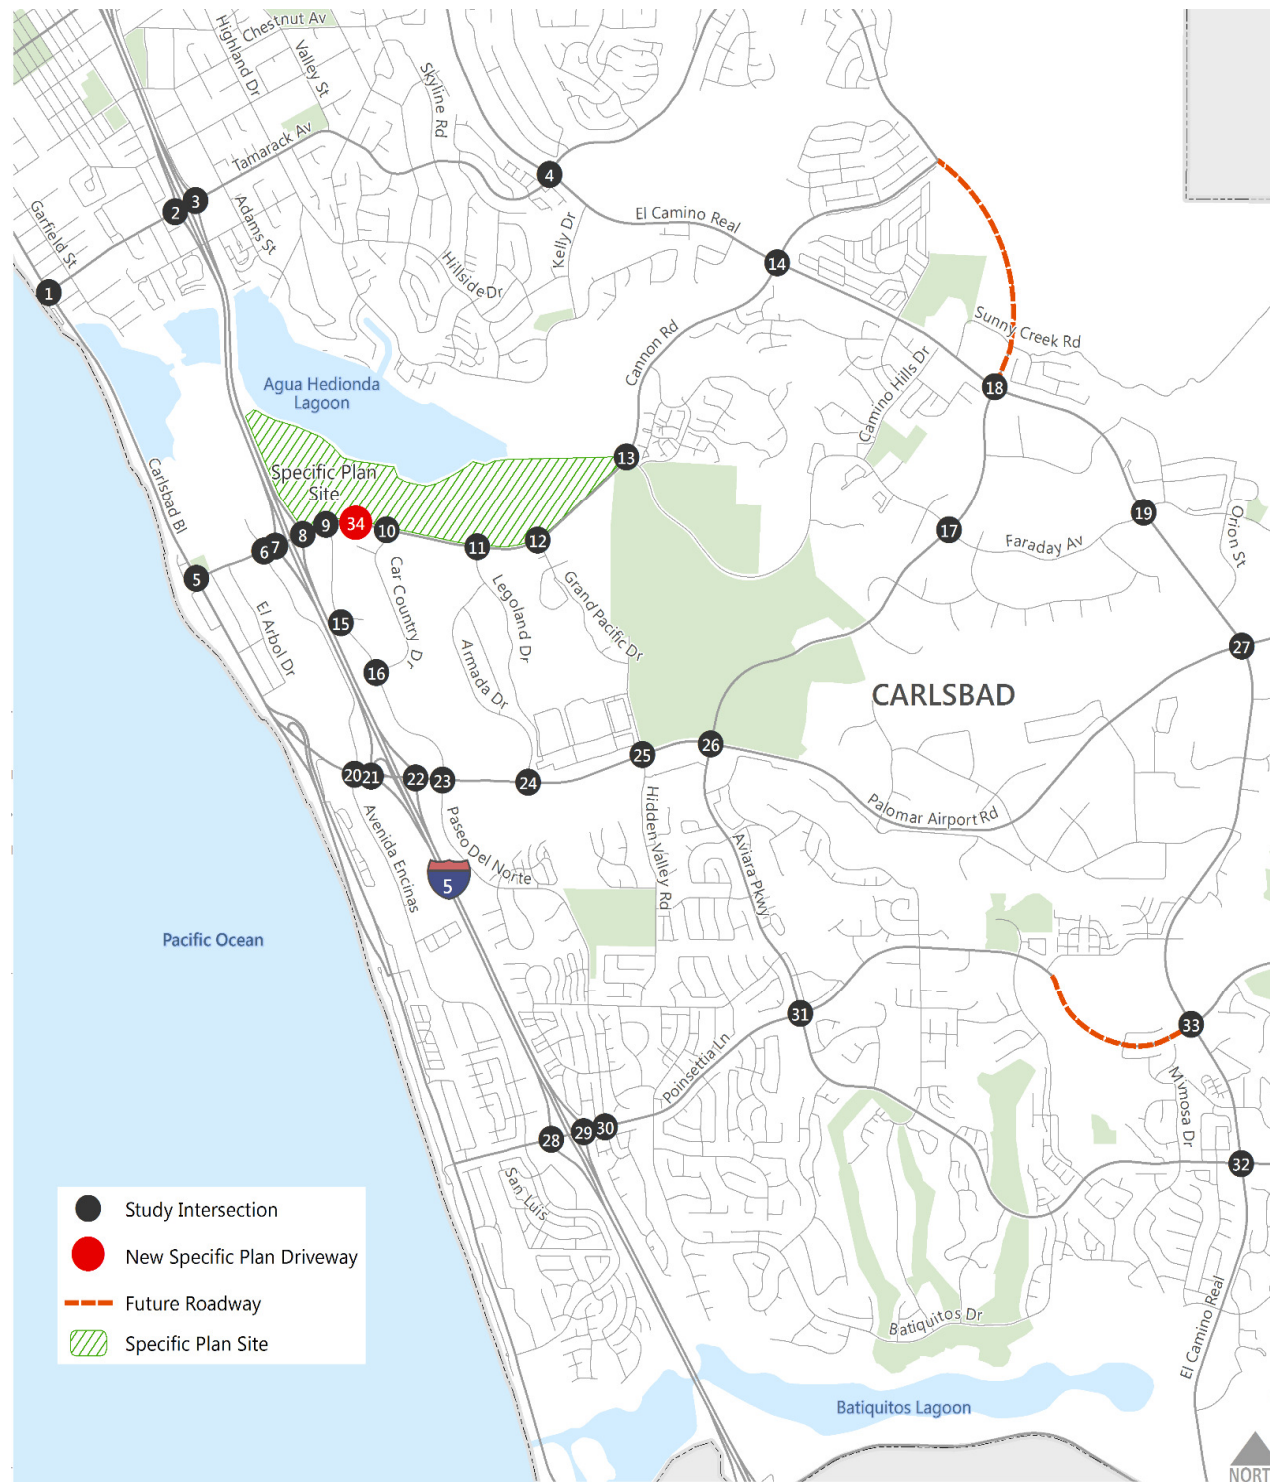 Chestnut Av
Highland Dr
Valley St
Skyline Rd
Tamarack Av
4
3
2
Adams St
Garfield St
Kelly Dr
El Camino Real
Hillside Dr
14
1
Sunny Creek Rd
Cannon Rd
Camino Hills Dr
Agua Hedionda
Lagoon
18
13
Carlsbad Bl
Specific Plan
Site
9
34
10
8
7
6
11
12
17
19
Orion St
Faraday Av
5
Car Country Dr
Legoland Dr
Grand Pacific Dr
El Arbol Dr
15
Armada Dr
16
27
CARLSBAD
26
25
20
21
22
23
24
Palomar Airport Rd
Avenida Encinas
Paseo Del Norte
Hidden Valley Rd
Aviara Pkwy
5
Pacific Ocean
31
33
Poinsettia Ln
Mimosa Dr
28
29
30
32
San Luis
Study Intersection
New Specific Plan Driveway
Future Roadway
Specific Plan Site
Batiquitos Dr
El Camino Real
Batiquitos Lagoon
NORT